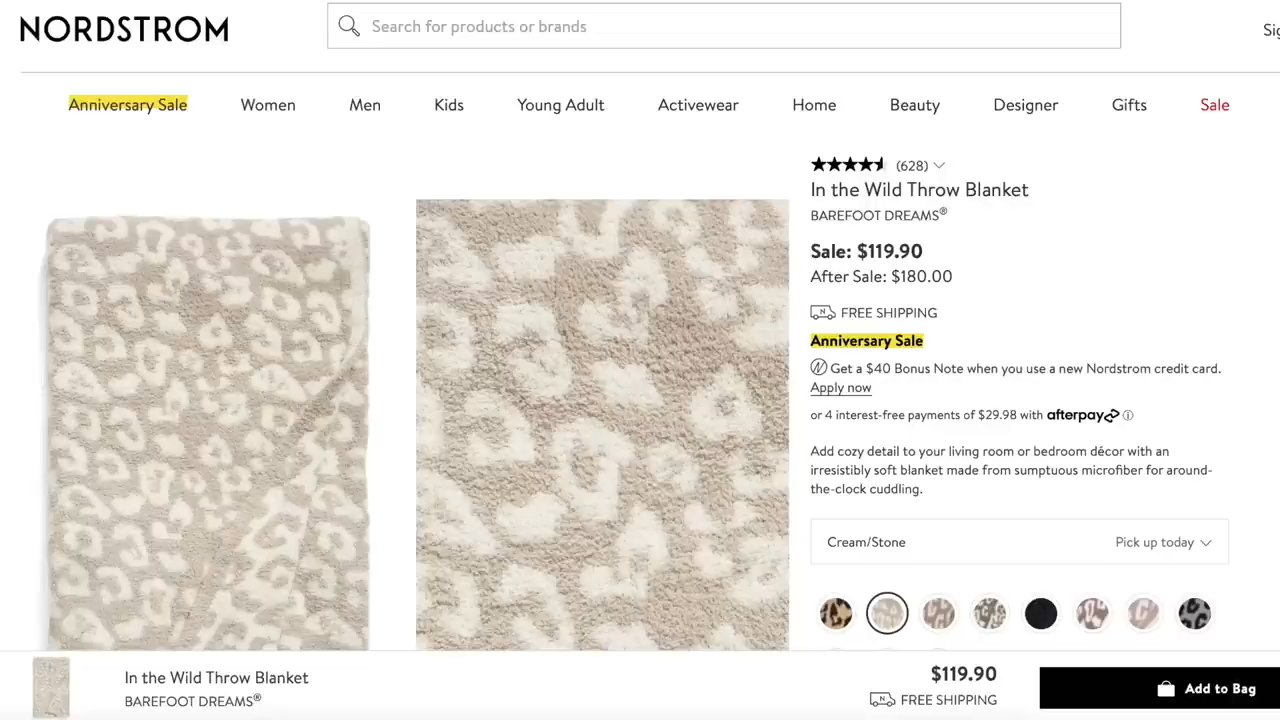 NORDSTROM
Search for products or brands
Sig
Anniversary Sale Women Men Kids Young Adult Activewear Home Beauty Designer Gifts Sale
(628)
In the Wild Throw Blanket
BAREFOOT DREAMS®
Sale: $119.90
After Sale: $180.00
FREE SHIPPING
Anniversary Sale
Get a $40 Bonus Note when you use a new Nordstrom credit card.
Apply now
or 4 interest-free payments of $29.98 with afterpay
Add cozy detail to your living room or bedroom décor with an
irresistibly soft blanket made from sumptuous microfiber for around-
the-clock cuddling.
Cream/Stone Pick up today
In the Wild Throw Blanket
BAREFOOT DREAMS®
$119.90
FREE SHIPPING
Add to Bag